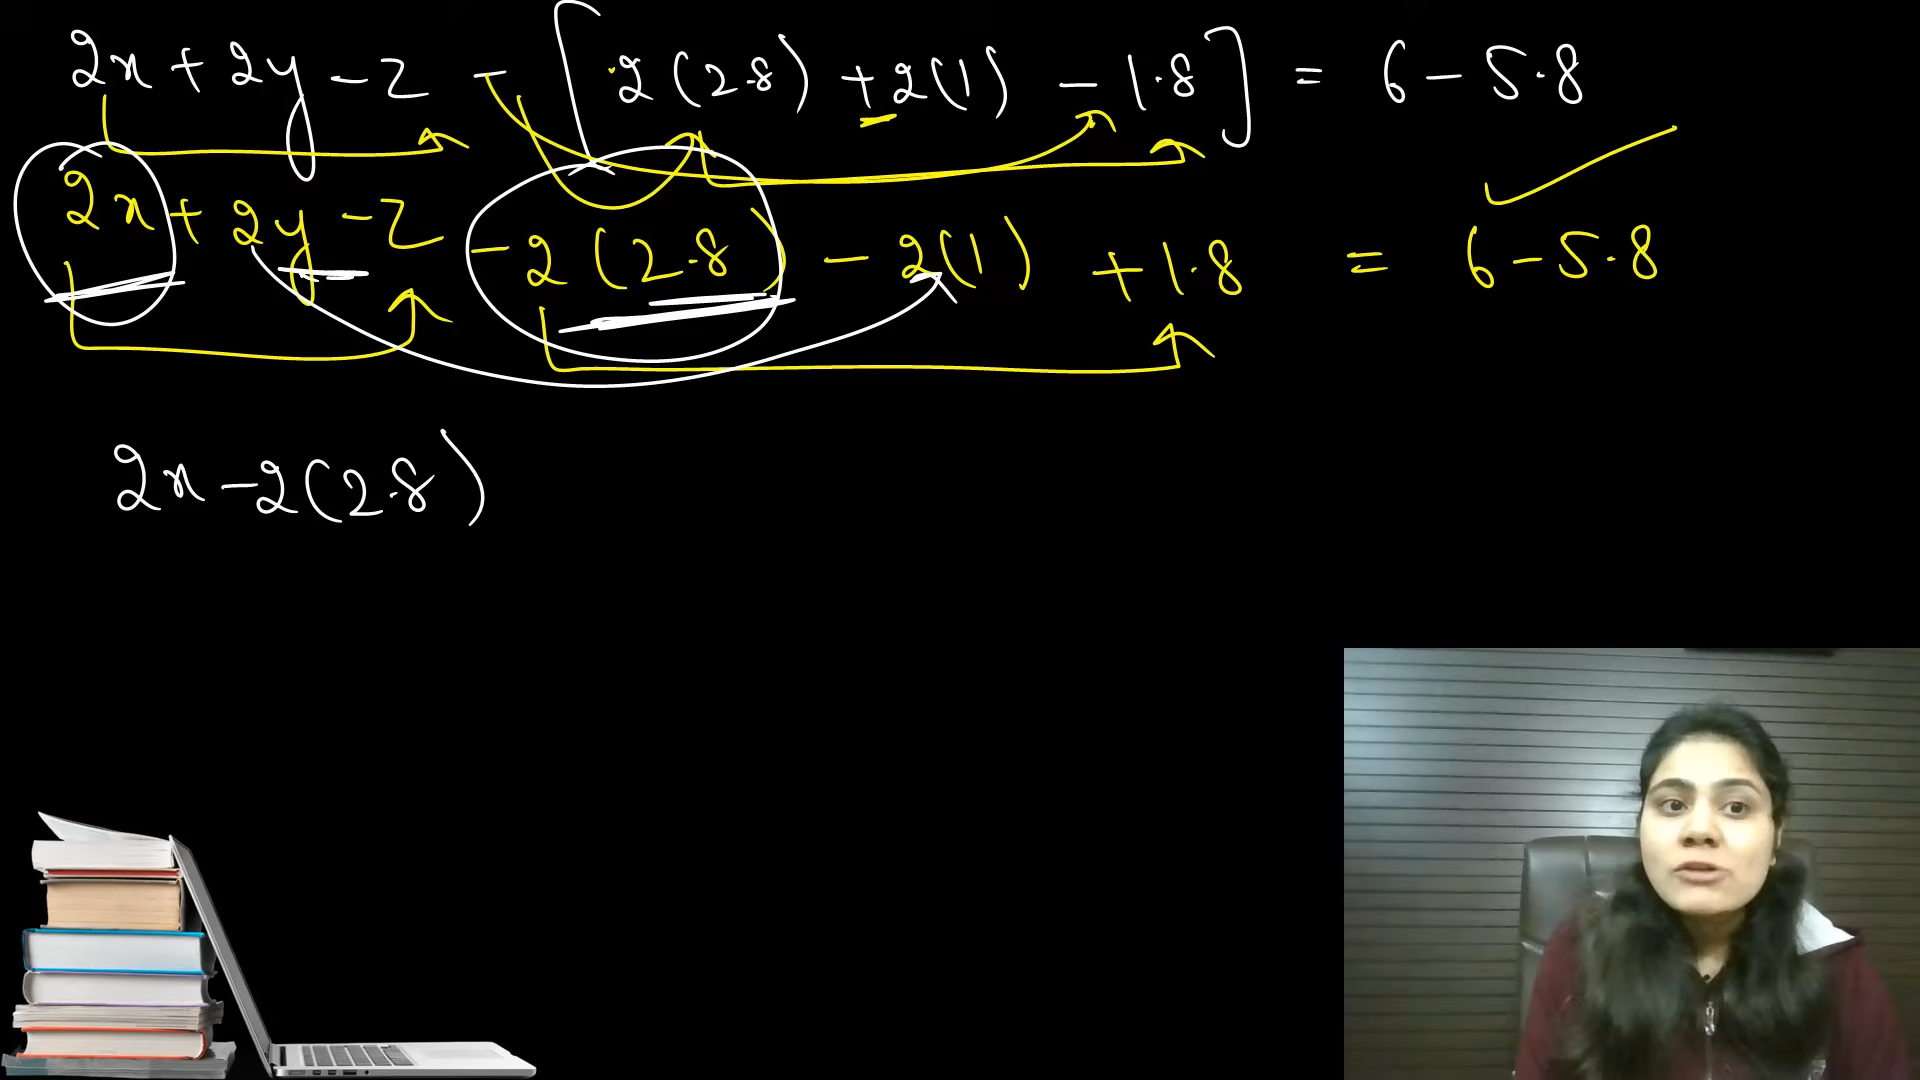 2x + 2y - z - [2(2.8) + 2(1) - 1.8] = 6 - 5.8
2x + 2y - z - 2(2.8) - 2(1) + 1.8 = 6 - 5.8
2x - 2(2.8)